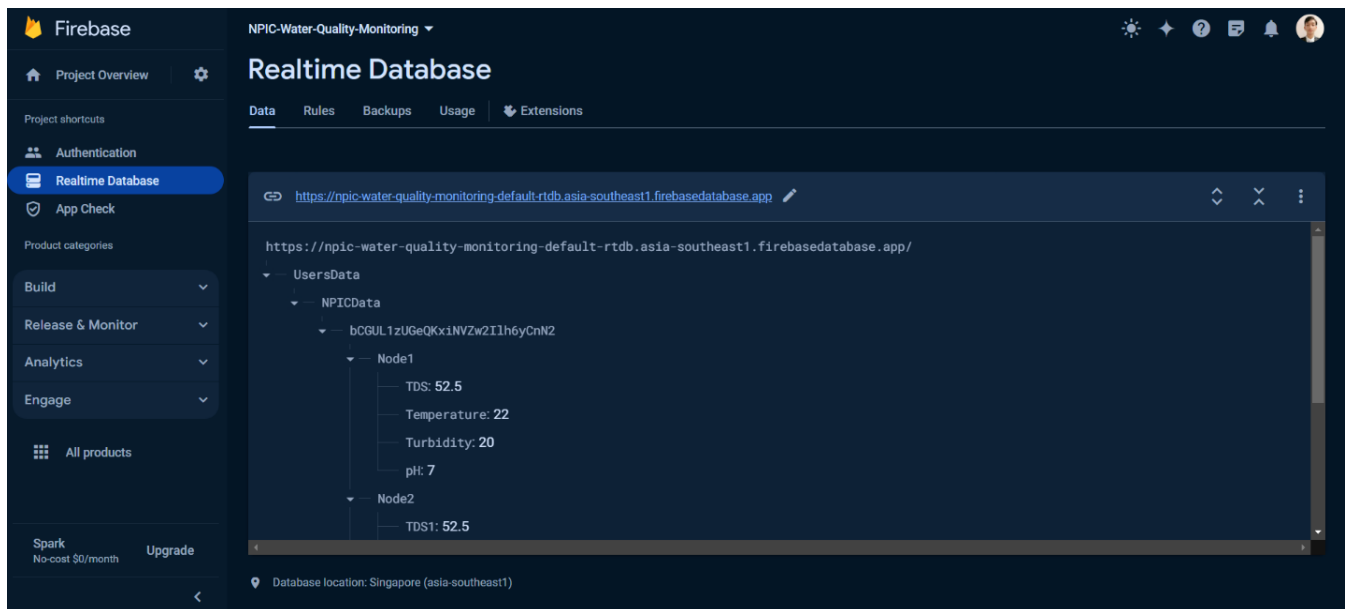 Firebase
Project Overview
Project shortcuts
Authentication
Realtime Database
App Check
Product categories
Build
Release & Monitor
Analytics
Engage
All products
Spark
No-cost $0/month
Upgrade
NPIC-Water-Quality-Monitoring
Realtime Database
Data Rules Backups Usage Extensions
https://npic-water-quality-monitoring-default-rtdb.asia-southeast1.firebasedatabase.app
https://npic-water-quality-monitoring-default-rtdb.asia-southeast1.firebasedatabase.app/
UsersData
NPICData
bCGUL1zUGeQKxiNVZw2Ilh6yCnN2
Node1
TDS: 52.5
Temperature: 22
Turbidity: 20
pH: 7
Node2
TDS1: 52.5
Database location: Singapore (asia-southeast1)